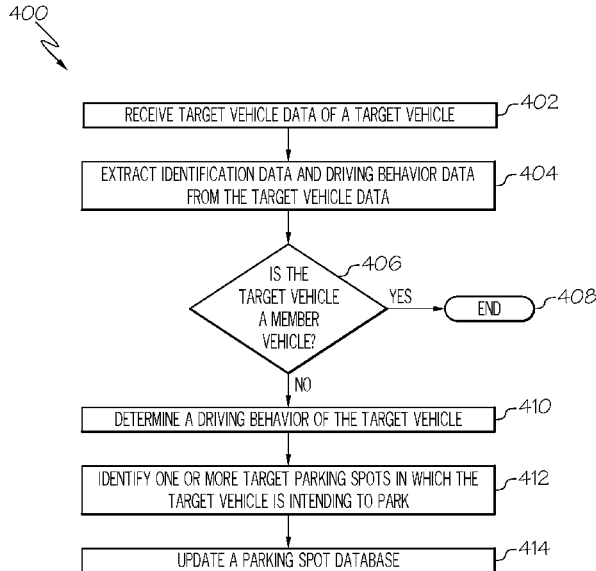 400
RECEIVE TARGET VEHICLE DATA OF A TARGET VEHICLE
402
EXTRACT IDENTIFICATION DATA AND DRIVING BEHAVIOR DATA
FROM THE TARGET VEHICLE DATA
404
IS THE
TARGET VEHICLE
A MEMBER
VEHICLE?
406
YES
END
408
NO
DETERMINE A DRIVING BEHAVIOR OF THE TARGET VEHICLE
410
IDENTIFY ONE OR MORE TARGET PARKING SPOTS IN WHICH THE
TARGET VEHICLE IS INTENDING TO PARK
412
UPDATE A PARKING SPOT DATABASE
414